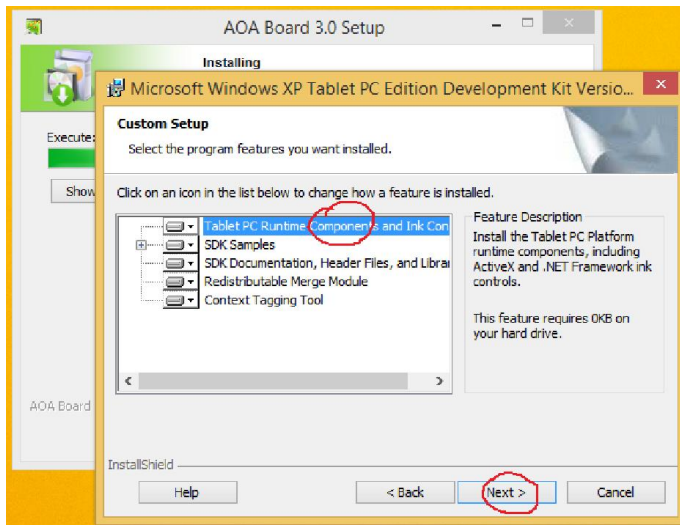 AOA Board 3.0 Setup
Installing
Microsoft Windows XP Tablet PC Edition Development Kit Versio...
Execute:
Show
AOA Board
Custom Setup
Select the program features you want installed.
Click on an icon in the list below to change how a feature is installed.
Tablet PC Runtime Components and Ink Con
SDK Samples
SDK Documentation, Header Files, and Librar
Redistributable Merge Module
Context Tagging Tool
Feature Description
Install the Tablet PC Platform
runtime components, including
ActiveX and .NET Framework ink
controls.
This feature requires 0KB on
your hard drive.
InstallShield
Help
< Back
Next >
Cancel